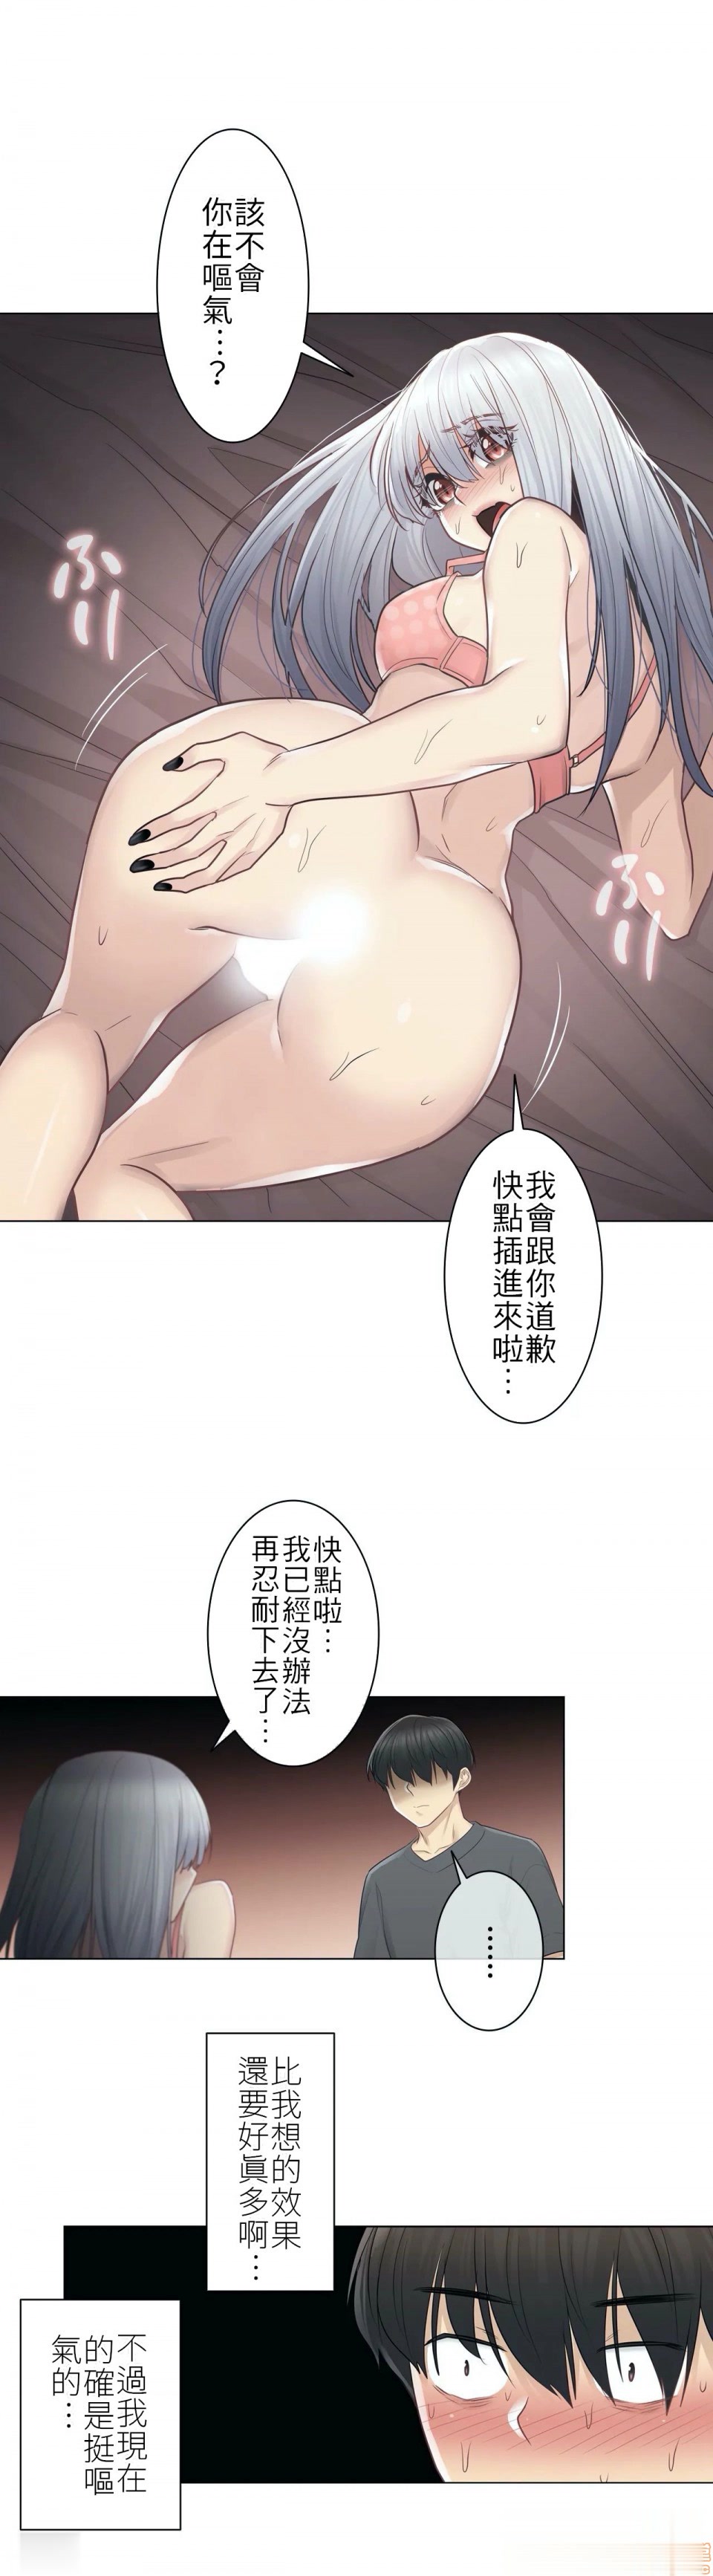 該不會
你在嘔氣…？
ふ
り
ふ
り
我會跟你道歉
快點插進來啦…
快點啦…
我已經沒辦法
再忍耐下去了…
……
比我想的效果
還要好眞多啊…
不過我現在
的確是挺嘔
氣的…